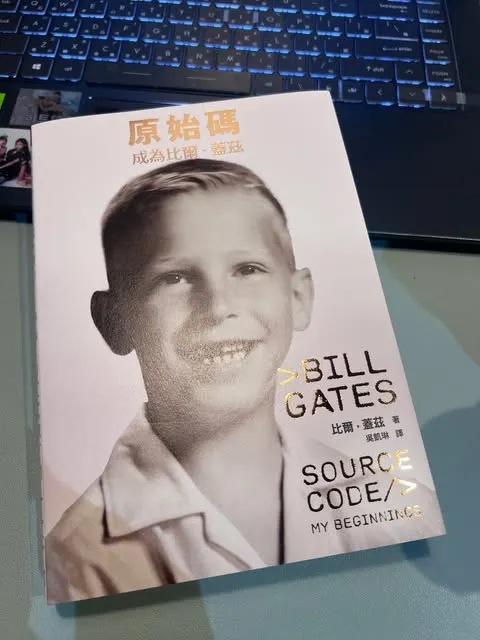 原始碼
成為比爾·蓋茲
>BILL
GATES
比爾·蓋茲 著
吳凱琳 譯
SOURCE
CODE/>
MY BEGINNINGS